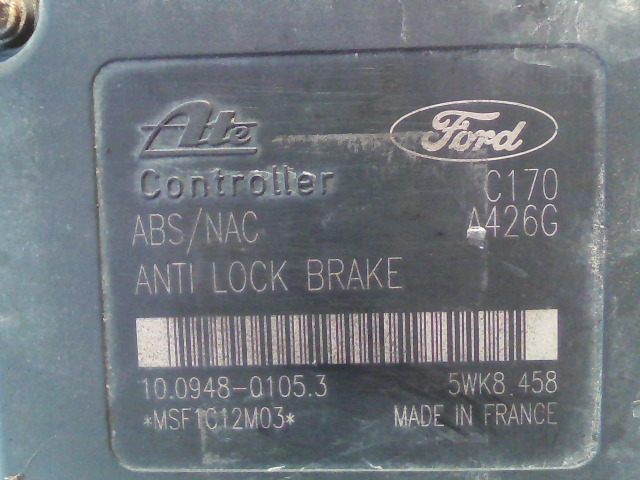 Ate Ford
Controller C170
ABS/NAC A426G
ANTI LOCK BRAKE
10.0948-0105.3 5WK8 458
*MSF1C12M03* MADE IN FRANCE